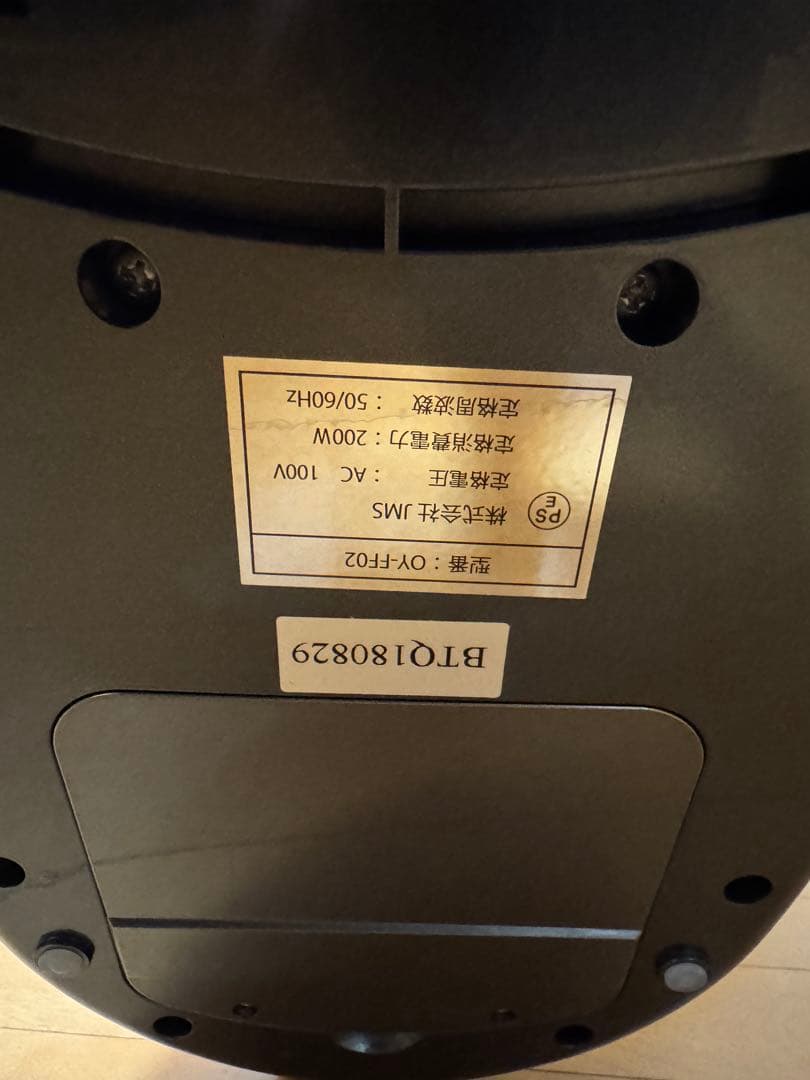 型番：OY-FF02
PS
E
株式会社 JMS
定格電圧 ：AC 100V
定格消費電力：200W
定格周波数 ：50/60Hz
BTQ180829